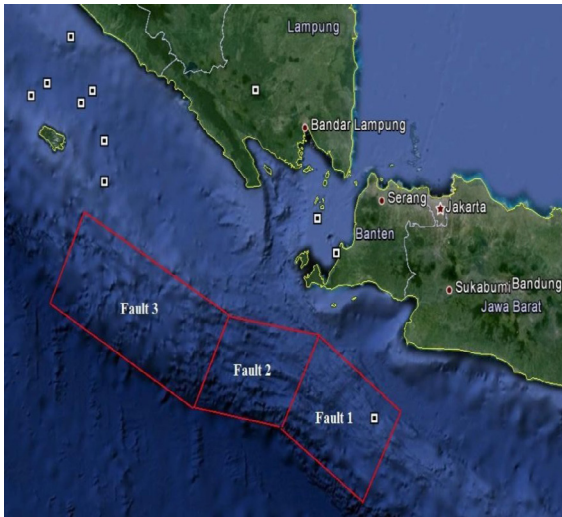 Lampung
Bandar Lampung
Serang
Jakarta
Banten
Sukabumi Bandung
Jawa Barat
Fault 3
Fault 2
Fault 1